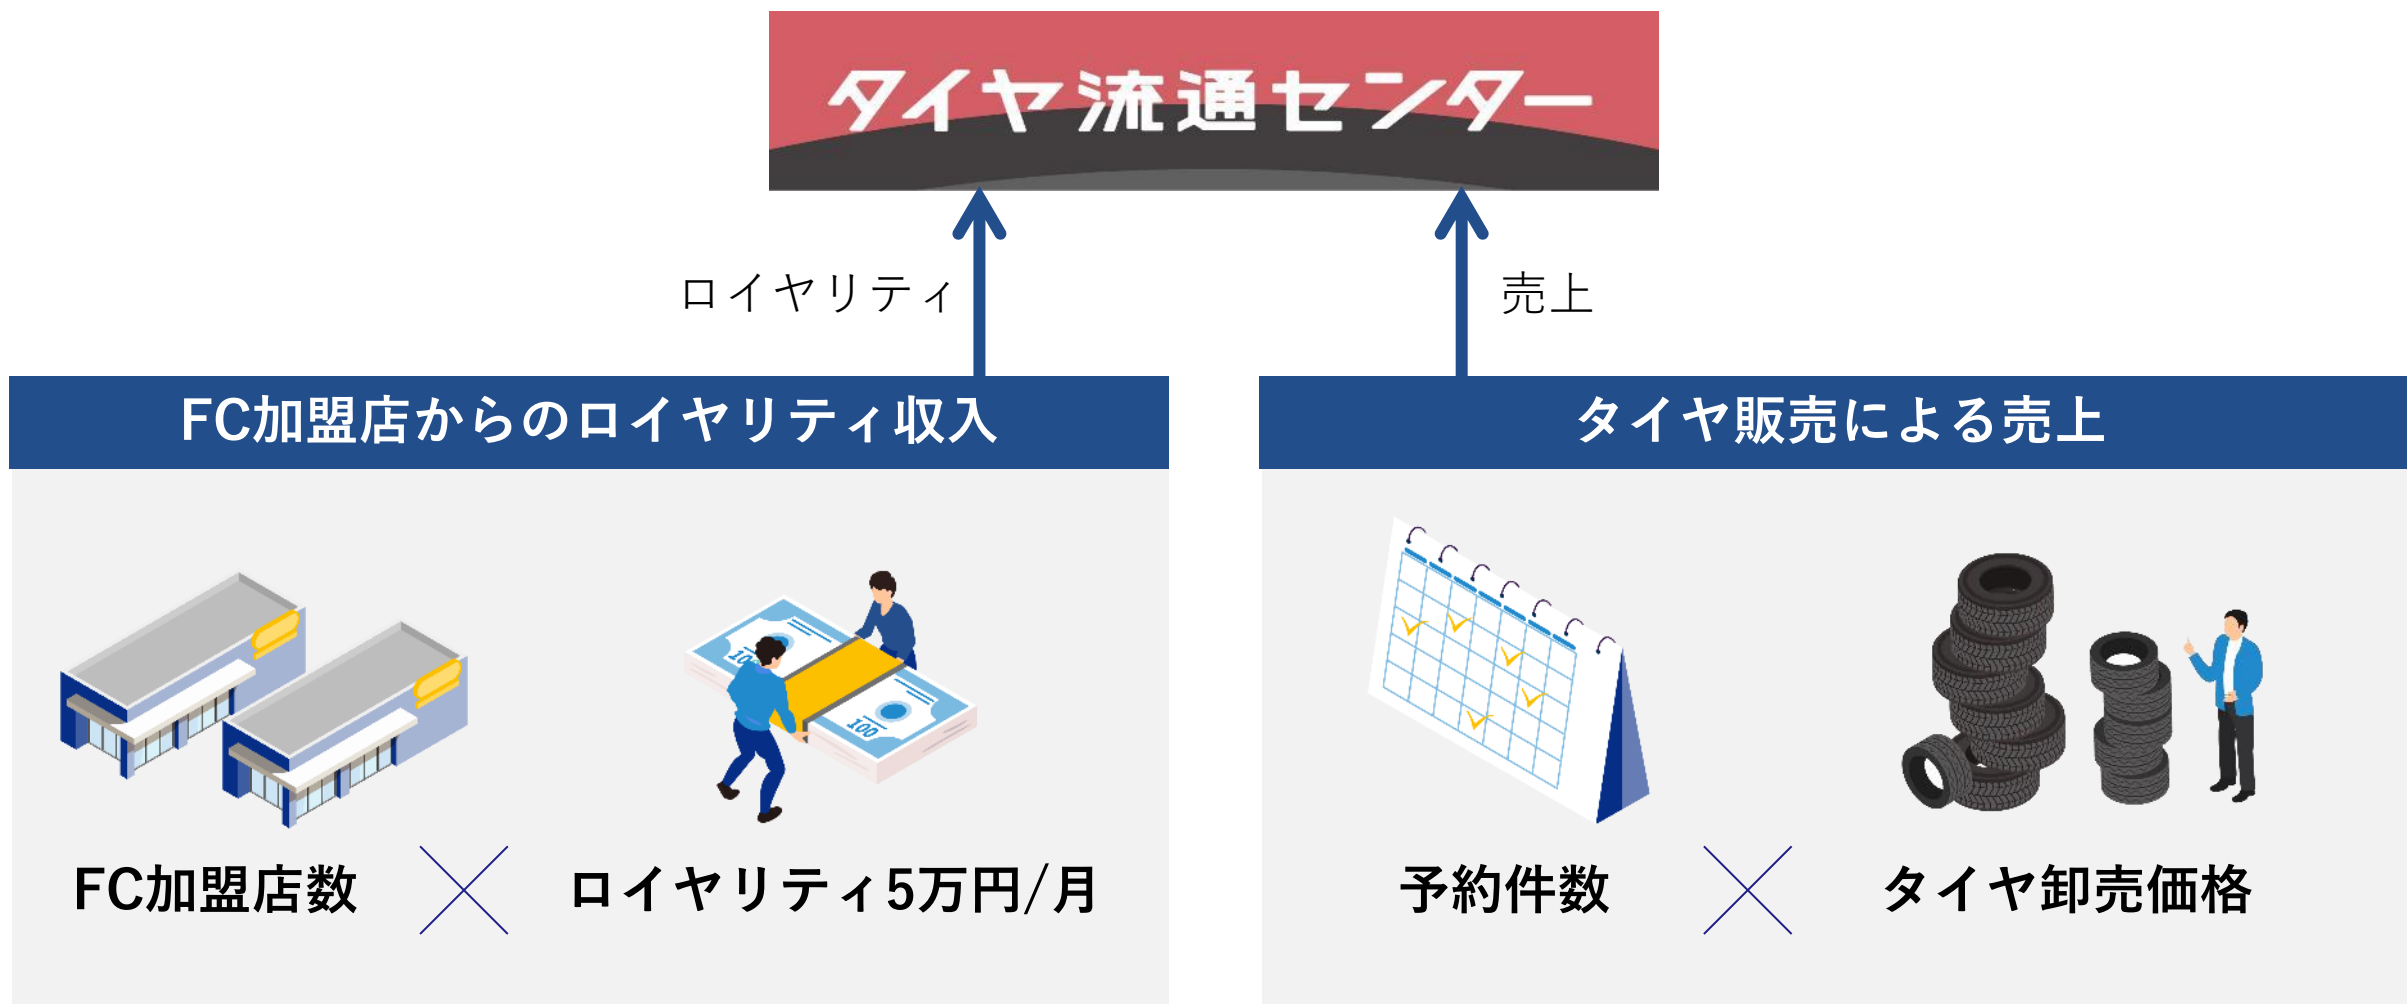 タイヤ流通センター
ロイヤリティ
売上
FC加盟店からのロイヤリティ収入
タイヤ販売による売上
100
100
FC加盟店数
ロイヤリティ5万円/月
予約件数
タイヤ卸売価格